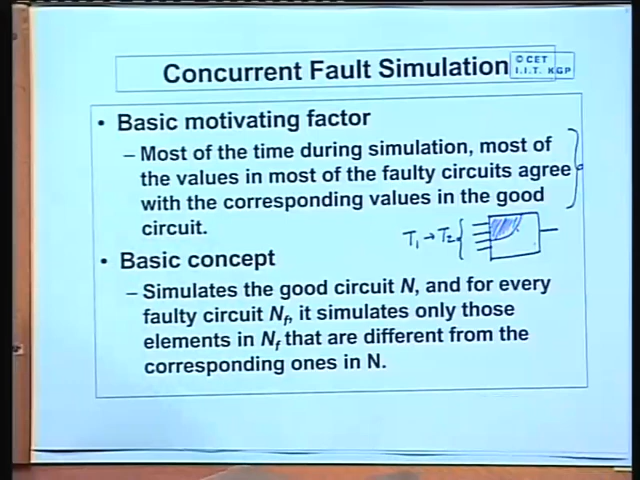 Concurrent Fault Simulation
© CET
I.I.T. KGP
• Basic motivating factor
– Most of the time during simulation, most of
the values in most of the faulty circuits agree
with the corresponding values in the good
circuit.
T1 → T2
• Basic concept
– Simulates the good circuit N, and for every
faulty circuit Nf, it simulates only those
elements in Nf that are different from the
corresponding ones in N.